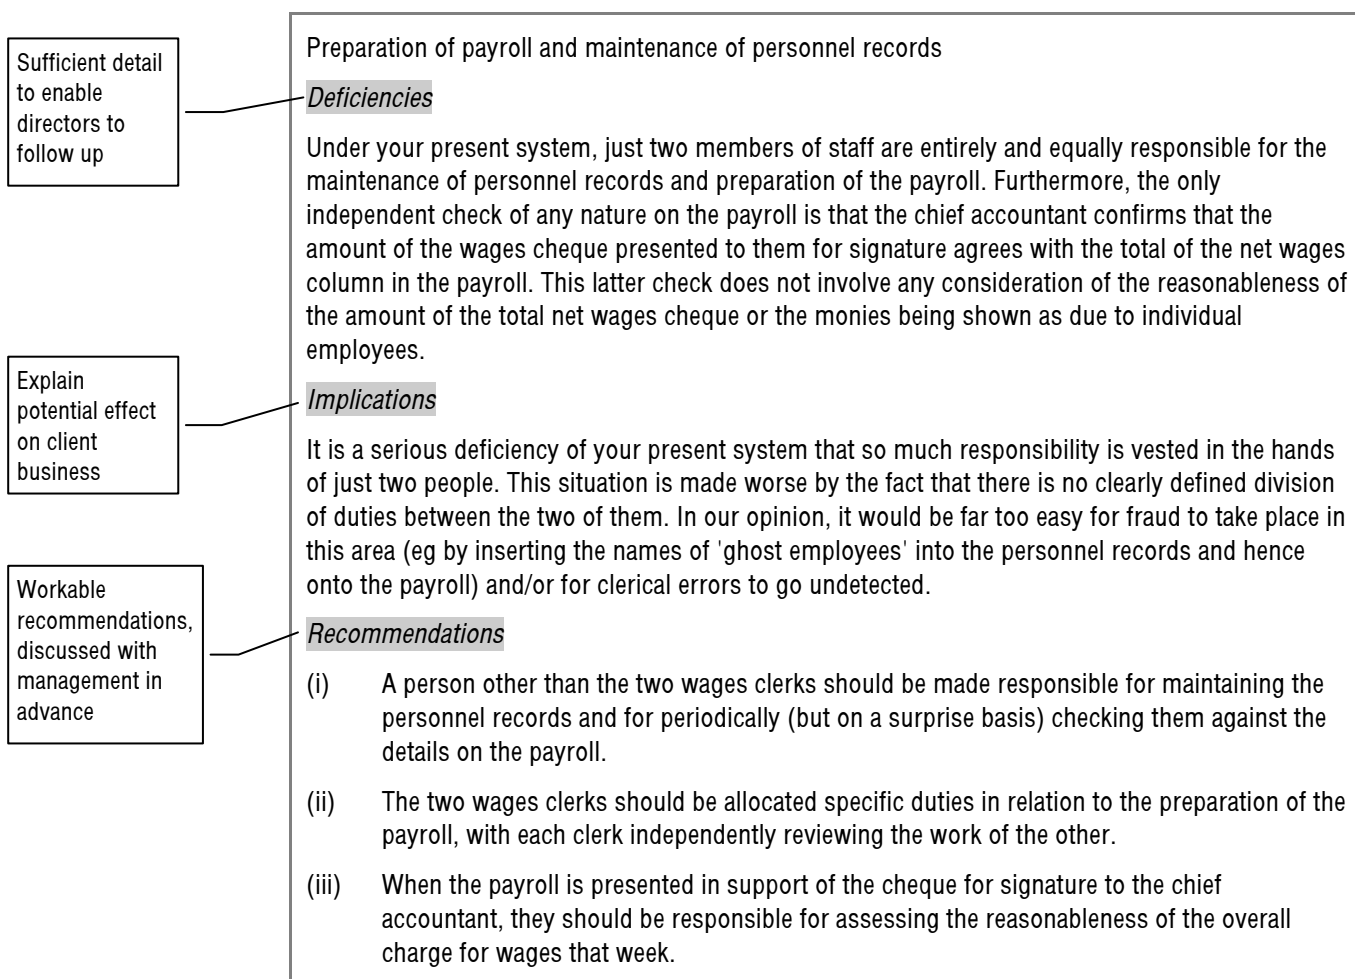 Sufficient detail
to enable
directors to
follow up
Explain
potential effect
on client
business
Workable
recommendations,
discussed with
management in
advance
Preparation of payroll and maintenance of personnel records
Deficiencies
Under your present system, just two members of staff are entirely and equally responsible for the
maintenance of personnel records and preparation of the payroll. Furthermore, the only
independent check of any nature on the payroll is that the chief accountant confirms that the
amount of the wages cheque presented to them for signature agrees with the total of the net wages
column in the payroll. This latter check does not involve any consideration of the reasonableness of
the amount of the total net wages cheque or the monies being shown as due to individual
employees.
Implications
It is a serious deficiency of your present system that so much responsibility is vested in the hands
of just two people. This situation is made worse by the fact that there is no clearly defined division
of duties between the two of them. In our opinion, it would be far too easy for fraud to take place in
this area (eg by inserting the names of 'ghost employees' into the personnel records and hence
onto the payroll) and/or for clerical errors to go undetected.
Recommendations
(i) A person other than the two wages clerks should be made responsible for maintaining the
personnel records and for periodically (but on a surprise basis) checking them against the
details on the payroll.
(ii) The two wages clerks should be allocated specific duties in relation to the preparation of the
payroll, with each clerk independently reviewing the work of the other.
(iii) When the payroll is presented in support of the cheque for signature to the chief
accountant, they should be responsible for assessing the reasonableness of the overall
charge for wages that week.